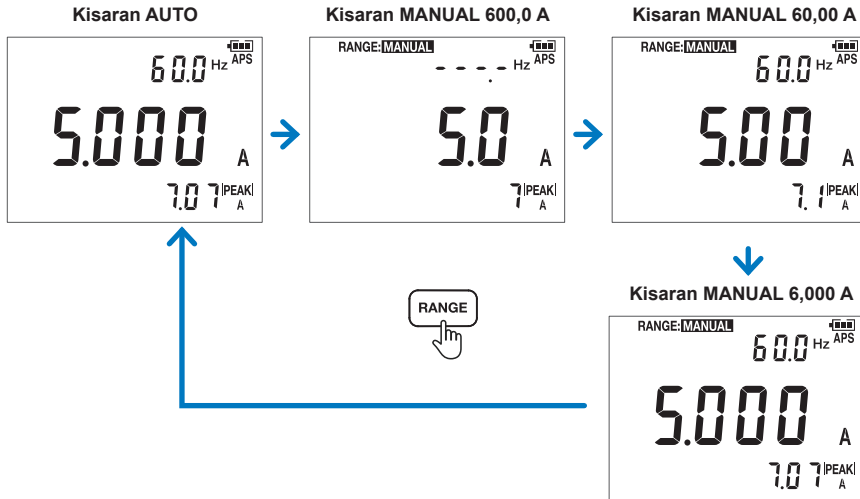 Kisaran AUTO
60.0 Hz APS
5.000 A
7.07 |PEAK| A
Kisaran MANUAL 600,0 A
RANGE: MANUAL
- - - -. Hz APS
5.0 A
7 |PEAK| A
Kisaran MANUAL 60,00 A
RANGE: MANUAL
60.0 Hz APS
5.00 A
7.1 |PEAK| A
Kisaran MANUAL 6,000 A
RANGE: MANUAL
60.0 Hz APS
5.000 A
7.07 |PEAK| A
RANGE